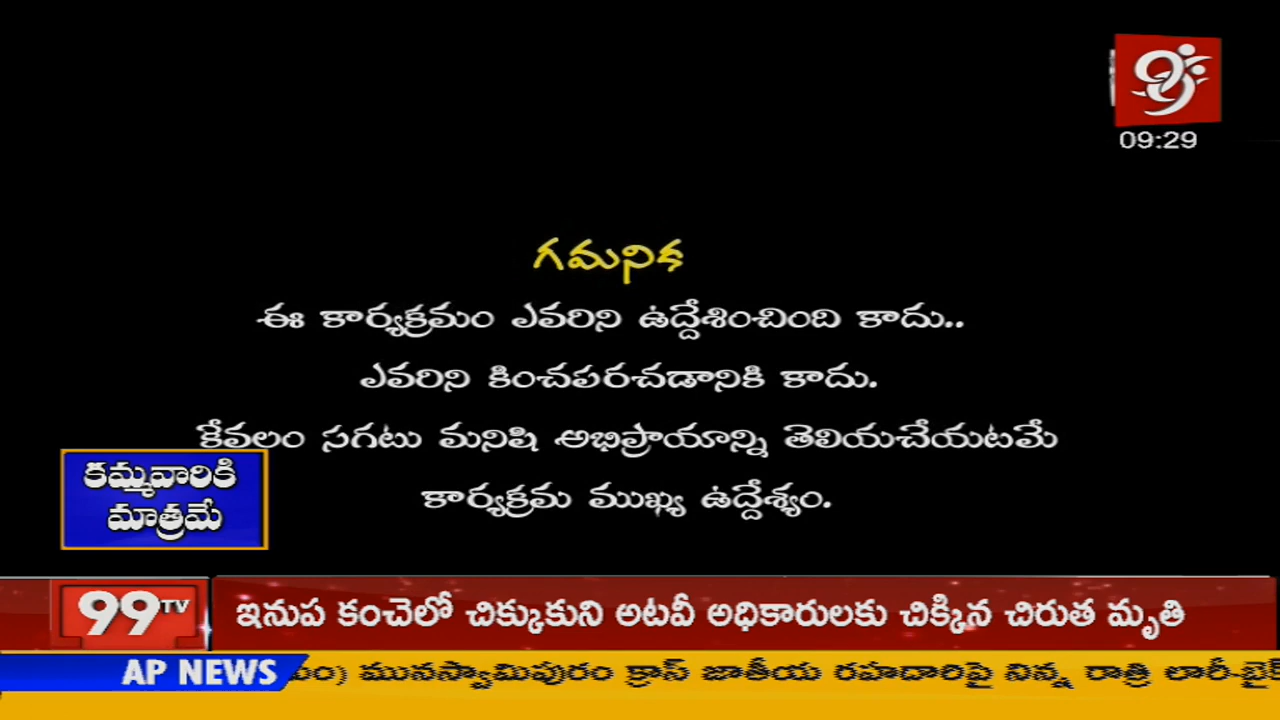 99
09:29
గమనిక
ఈ కార్యక్రమం ఎవరిని ఉద్దేశించింది కాదు..
ఎవరిని కించపరచడానికి కాదు.
కేవలం సగటు మనిషి అభిప్రాయాన్ని తెలియచేయటమే
కార్యక్రమ ముఖ్య ఉద్దేశ్యం.
కమ్మవారికి
మాత్రమే
99TV
ఇనుప కంచెలో చిక్కుకుని అటవీ అధికారులకు చిక్కిన చిరుత మృతి
AP NEWS
మునస్వామిపురం క్రాస్ జాతీయ రహదారిపై నిన్న రాత్రి లారీ-బైక్